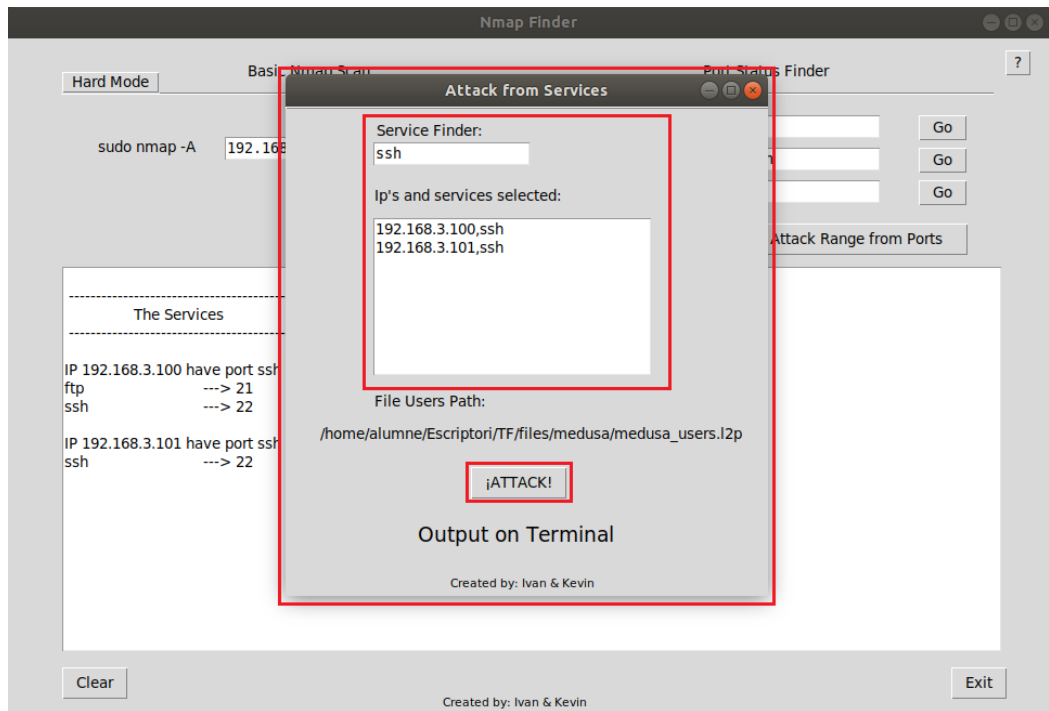 Nmap Finder
Hard Mode
Basic Nmap Scan
Port Status Finder
?
sudo nmap -A
192.168
Go
Go
Go
Attack Range from Ports
The Services
IP 192.168.3.100 have port ssh
ftp ---> 21
ssh ---> 22
IP 192.168.3.101 have port ssh
ssh ---> 22
Attack from Services
Service Finder:
ssh
Ip's and services selected:
192.168.3.100,ssh
192.168.3.101,ssh
File Users Path:
/home/alumne/Escriptori/TF/files/medusa/medusa_users.l2p
¡ATTACK!
Output on Terminal
Created by: Ivan & Kevin
Clear
Exit
Created by: Ivan & Kevin